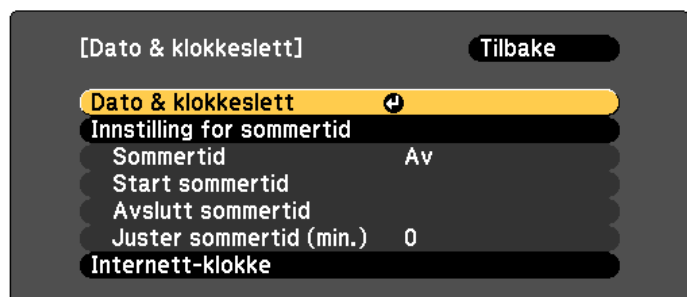 [Dato & klokkeslett] Tilbake
Dato & klokkeslett
Innstilling for sommertid
Sommertid Av
Start sommertid
Avslutt sommertid
Juster sommertid (min.) 0
Internett-klokke